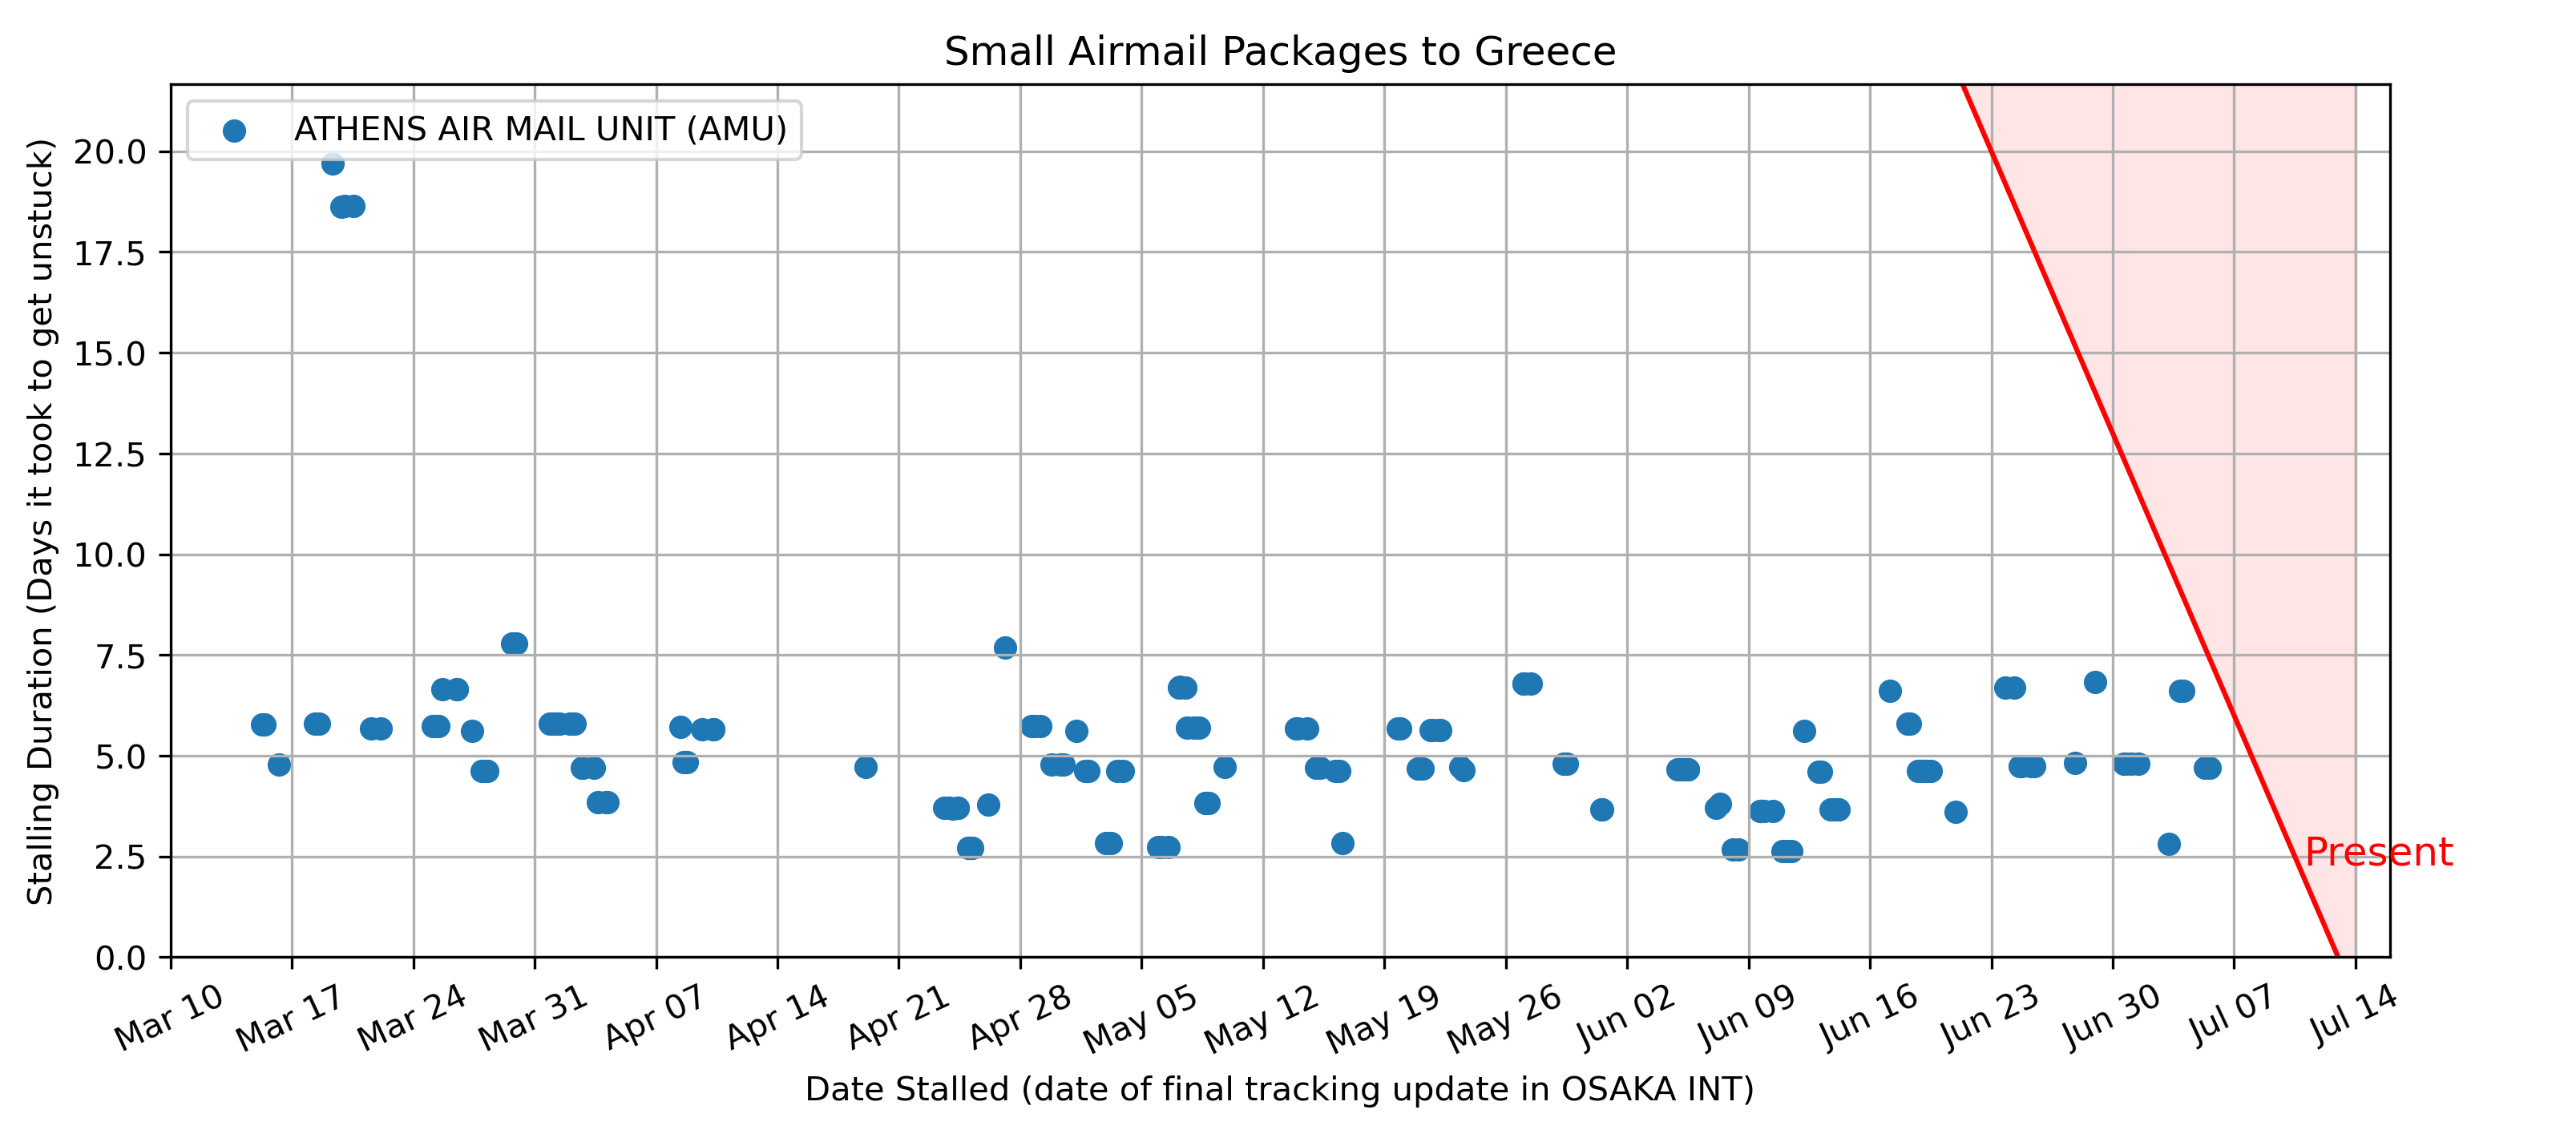 Small Airmail Packages to Greece
ATHENS AIR MAIL UNIT (AMU)
Stalling Duration (Days it took to get unstuck)
20.0
17.5
15.0
12.5
10.0
7.5
5.0
2.5
0.0
Present
Mar 10
Mar 17
Mar 24
Mar 31
Apr 07
Apr 14
Apr 21
Apr 28
May 05
May 12
May 19
May 26
Jun 02
Jun 09
Jun 16
Jun 23
Jun 30
Jul 07
Jul 14
Date Stalled (date of final tracking update in OSAKA INT)